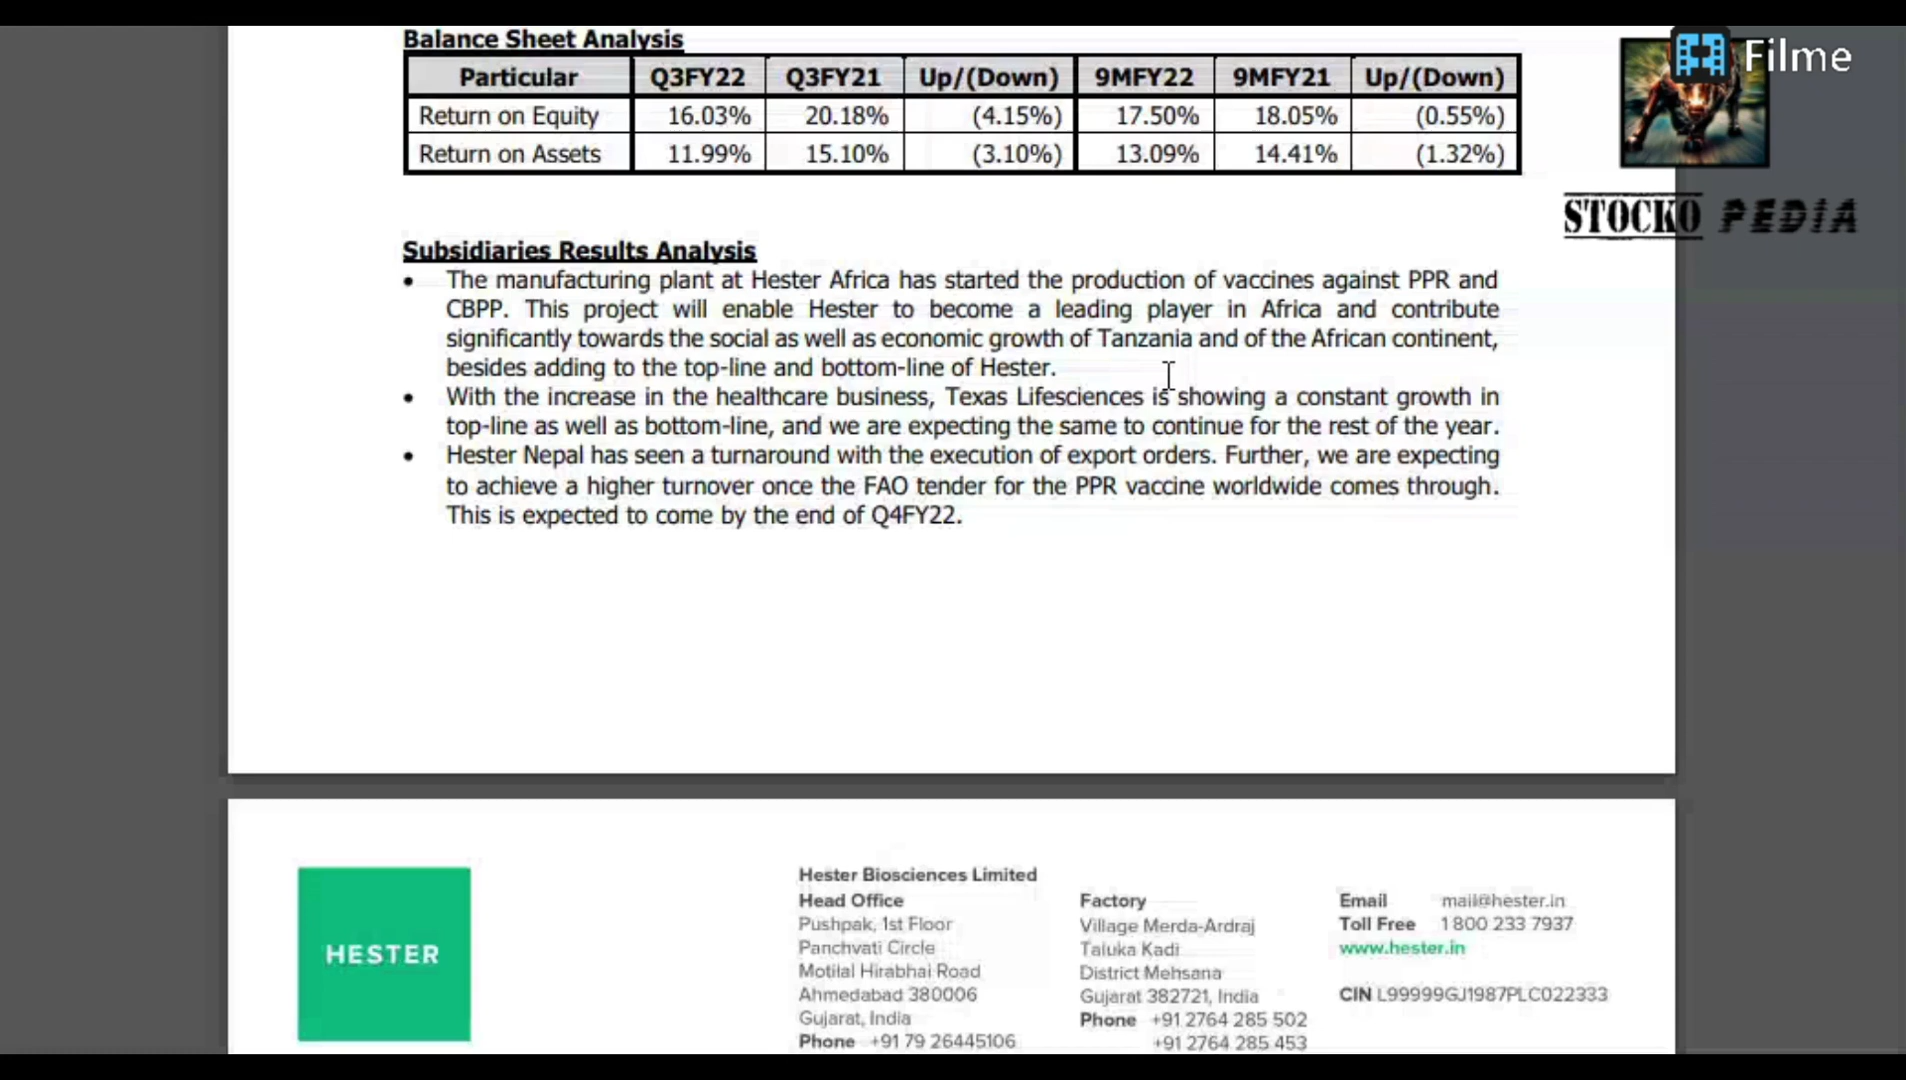 Filme
STOCKO PEDIA
Balance Sheet Analysis
Particular Q3FY22 Q3FY21 Up/(Down) 9MFY22 9MFY21 Up/(Down)
Return on Equity 16.03% 20.18% (4.15%) 17.50% 18.05% (0.55%)
Return on Assets 11.99% 15.10% (3.10%) 13.09% 14.41% (1.32%)
Subsidiaries Results Analysis
• The manufacturing plant at Hester Africa has started the production of vaccines against PPR and
CBPP. This project will enable Hester to become a leading player in Africa and contribute
significantly towards the social as well as economic growth of Tanzania and of the African continent,
besides adding to the top-line and bottom-line of Hester.
• With the increase in the healthcare business, Texas Lifesciences is showing a constant growth in
top-line as well as bottom-line, and we are expecting the same to continue for the rest of the year.
• Hester Nepal has seen a turnaround with the execution of export orders. Further, we are expecting
to achieve a higher turnover once the FAO tender for the PPR vaccine worldwide comes through.
This is expected to come by the end of Q4FY22.
HESTER
Hester Biosciences Limited
Head Office
Pushpak, 1st Floor
Panchvati Circle
Motilal Hirabhai Road
Ahmedabad 380006
Gujarat, India
Phone +91 79 26445106
Factory
Village Merda-Ardraj
Taluka Kadi
District Mehsana
Gujarat 382721, India
Phone +91 2764 285 502
+91 2764 285 453
Email mail@hester.in
Toll Free 1 800 233 7937
www.hester.in
CIN L99999GJ1987PLC022333